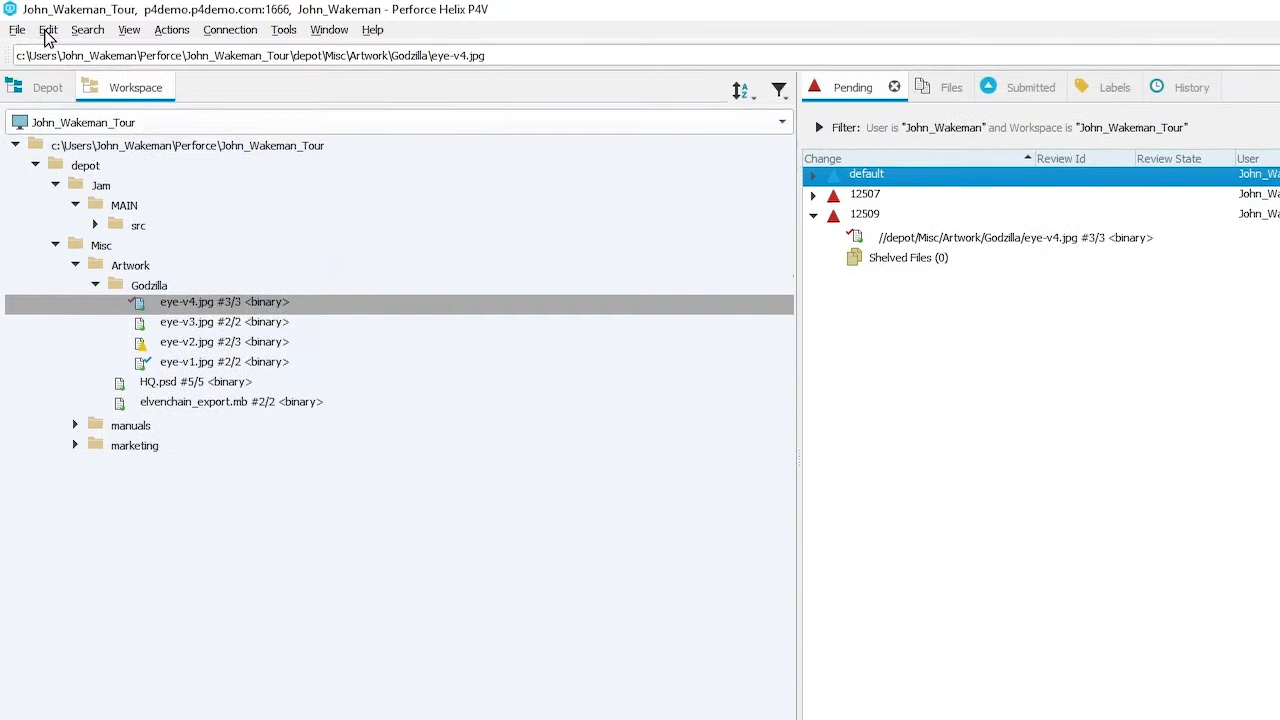 John_Wakeman_Tour, p4demo.p4demo.com:1666, John_Wakeman - Perforce Helix P4V
File Edit Search View Actions Connection Tools Window Help
c:\Users\John_Wakeman\Perforce\John_Wakeman_Tour\depot\Misc\Artwork\Godzilla\eye-v4.jpg
Depot Workspace
John_Wakeman_Tour
c:\Users\John_Wakeman\Perforce\John_Wakeman_Tour
depot
Jam
MAIN
src
Misc
Artwork
Godzilla
eye-v4.jpg #3/3 <binary>
eye-v3.jpg #2/2 <binary>
eye-v2.jpg #2/3 <binary>
eye-v1.jpg #2/2 <binary>
HQ.psd #5/5 <binary>
elvenchain_export.mb #2/2 <binary>
manuals
marketing
Pending Files Submitted Labels History
Filter: User is "John_Wakeman" and Workspace is "John_Wakeman_Tour"
Change Review Id Review State User
default John_Wa
12507 John_Wa
12509 John_Wa
//depot/Misc/Artwork/Godzilla/eye-v4.jpg #3/3 <binary>
Shelved Files (0)